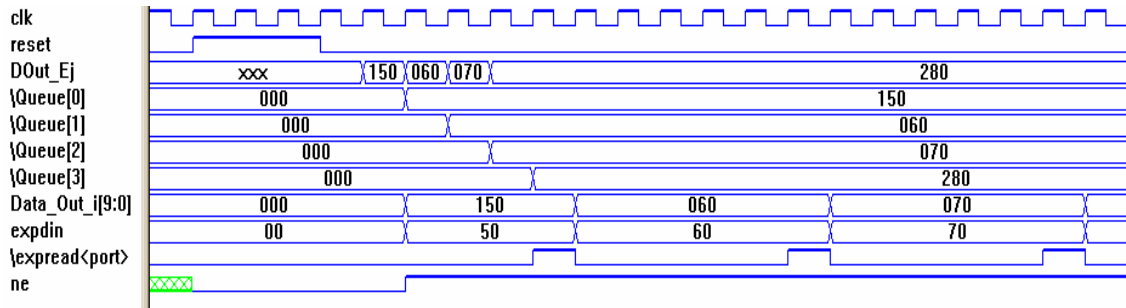 clk
reset
DOut_Ej xxx 150 060 070 280
\Queue[0] 000 150
\Queue[1] 000 060
\Queue[2] 000 070
\Queue[3] 000 280
Data_Out_i[9:0] 000 150 060 070
expdin 00 50 60 70
\expread<port>
ne